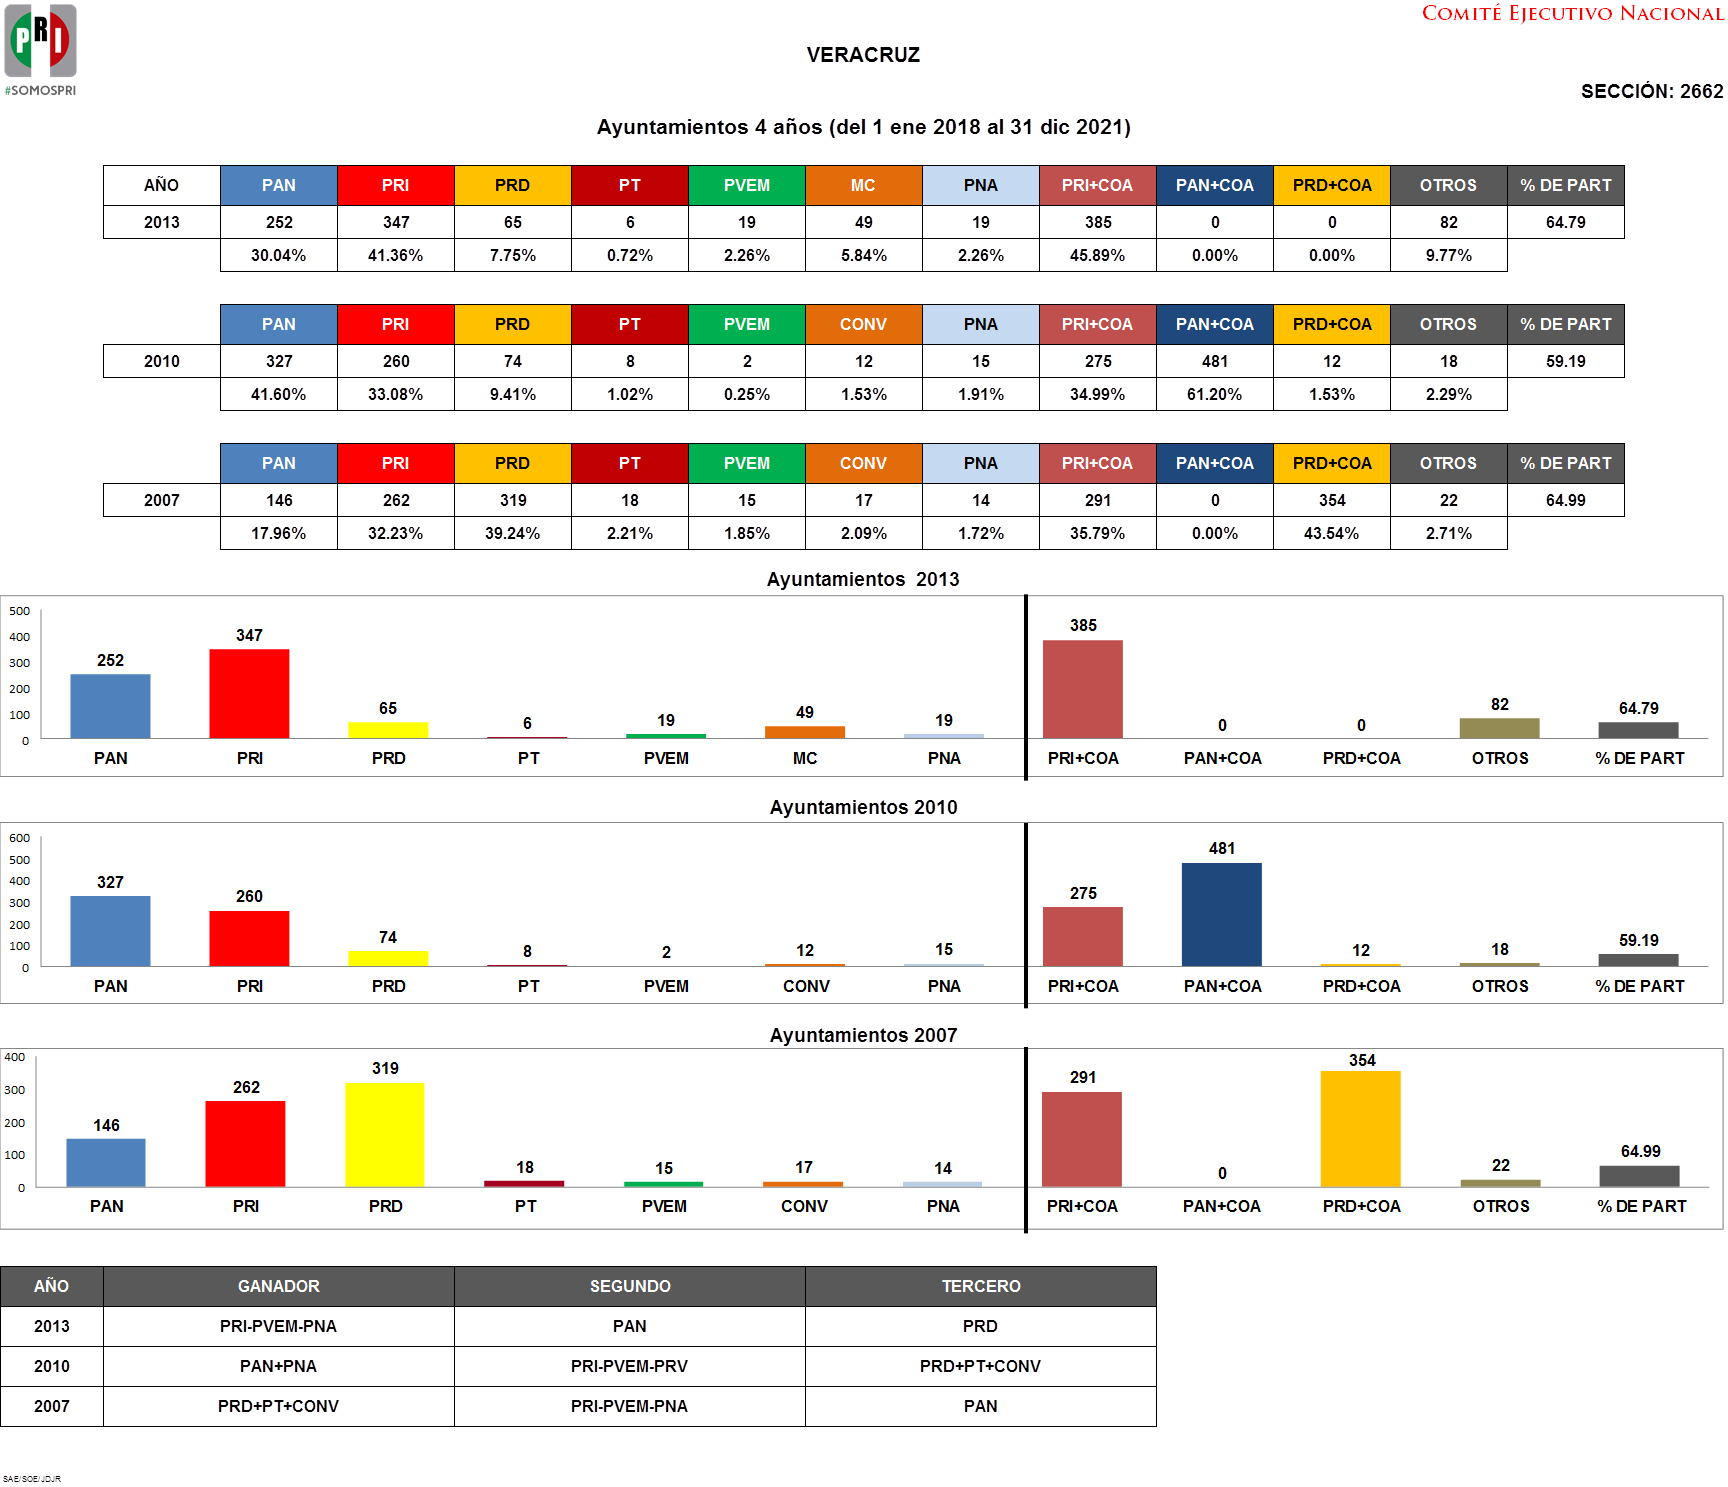 PRI
#SOMOSPRI
COMITÉ EJECUTIVO NACIONAL
VERACRUZ
SECCIÓN: 2662
Ayuntamientos 4 años (del 1 ene 2018 al 31 dic 2021)
AÑO PAN PRI PRD PT PVEM MC PNA PRI+COA PAN+COA PRD+COA OTROS % DE PART
2013 252 347 65 6 19 49 19 385 0 0 82 64.79
30.04% 41.36% 7.75% 0.72% 2.26% 5.84% 2.26% 45.89% 0.00% 0.00% 9.77%
PAN PRI PRD PT PVEM CONV PNA PRI+COA PAN+COA PRD+COA OTROS % DE PART
2010 327 260 74 8 2 12 15 275 481 12 18 59.19
41.60% 33.08% 9.41% 1.02% 0.25% 1.53% 1.91% 34.99% 61.20% 1.53% 2.29%
PAN PRI PRD PT PVEM CONV PNA PRI+COA PAN+COA PRD+COA OTROS % DE PART
2007 146 262 319 18 15 17 14 291 0 354 22 64.99
17.96% 32.23% 39.24% 2.21% 1.85% 2.09% 1.72% 35.79% 0.00% 43.54% 2.71%
Ayuntamientos 2013
500
400
300
200
100
0
252 347 65 6 19 49 19 385 0 0 82 64.79
PAN PRI PRD PT PVEM MC PNA PRI+COA PAN+COA PRD+COA OTROS % DE PART
Ayuntamientos 2010
600
500
400
300
200
100
0
327 260 74 8 2 12 15 275 481 12 18 59.19
PAN PRI PRD PT PVEM CONV PNA PRI+COA PAN+COA PRD+COA OTROS % DE PART
Ayuntamientos 2007
400
300
200
100
0
146 262 319 18 15 17 14 291 0 354 22 64.99
PAN PRI PRD PT PVEM CONV PNA PRI+COA PAN+COA PRD+COA OTROS % DE PART
AÑO GANADOR SEGUNDO TERCERO
2013 PRI-PVEM-PNA PAN PRD
2010 PAN+PNA PRI-PVEM-PRV PRD+PT+CONV
2007 PRD+PT+CONV PRI-PVEM-PNA PAN
SAE/SOE/JDJR